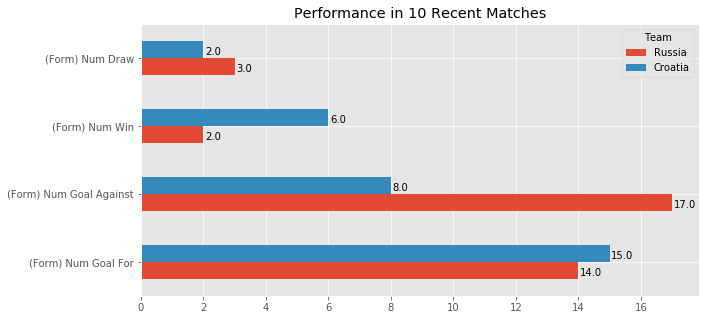 Performance in 10 Recent Matches
Team
Russia
Croatia
(Form) Num Draw
2.0
3.0
(Form) Num Win
6.0
2.0
(Form) Num Goal Against
8.0
17.0
(Form) Num Goal For
15.0
14.0
0 2 4 6 8 10 12 14 16